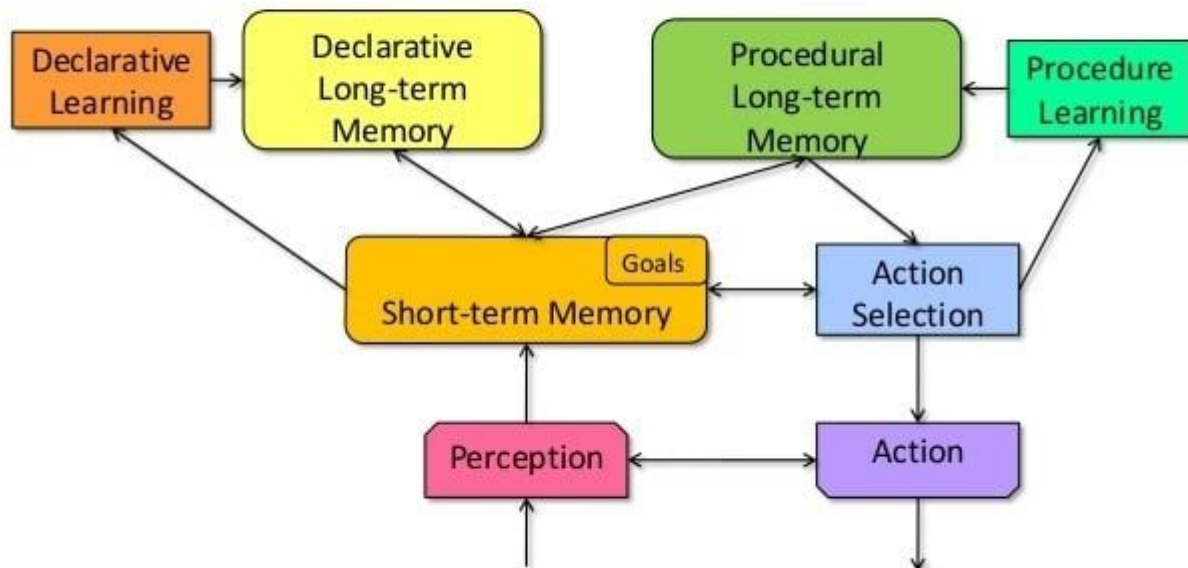 Declarative
Learning
Declarative
Long-term
Memory
Procedural
Long-term
Memory
Procedure
Learning
Goals
Short-term Memory
Action
Selection
Perception
Action